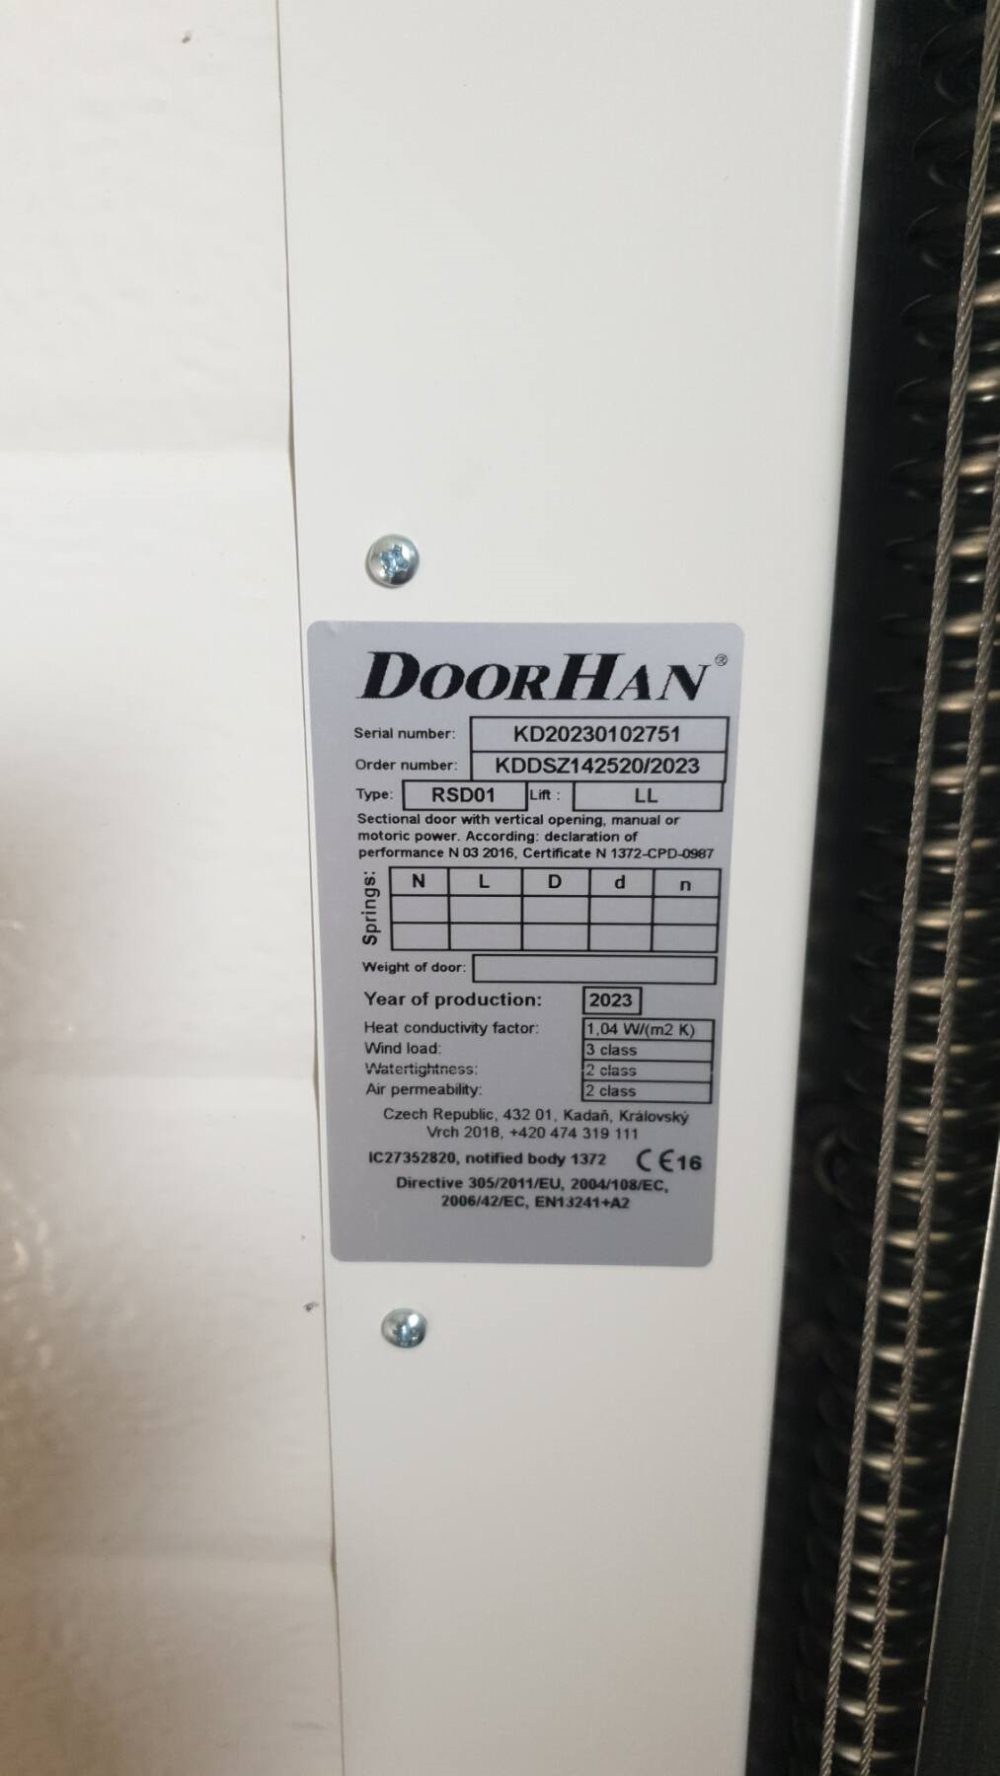 DOORHAN®
Serial number: KD20230102751
Order number: KDDSZ142520/2023
Type: RSD01 Lift : LL
Sectional door with vertical opening, manual or
motoric power. According: declaration of
performance N 03 2016, Certificate N 1372-CPD-0987
Springs: N L D d n
Weight of door:
Year of production: 2023
Heat conductivity factor: 1,04 W/(m2 K)
Wind load: 3 class
Watertightness: 2 class
Air permeability: 2 class
Czech Republic, 432 01, Kadaň, Královský
Vrch 2018, +420 474 319 111
IC27352820, notified body 1372 CE16
Directive 305/2011/EU, 2004/108/EC,
2006/42/EC, EN13241+A2